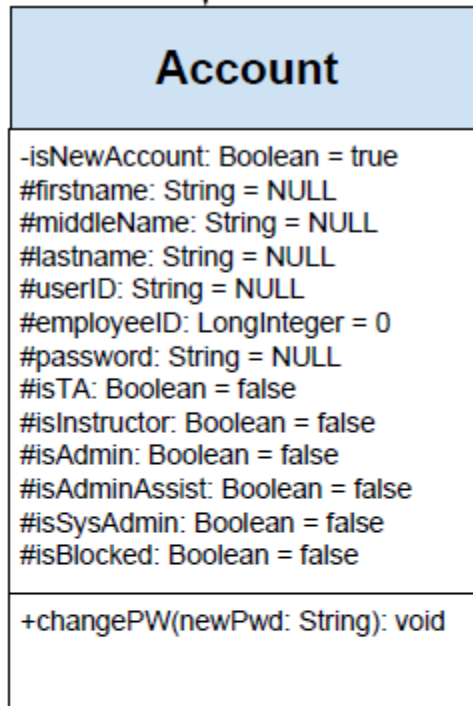 Account
-isNewAccount: Boolean = true
#firstname: String = NULL
#middleName: String = NULL
#lastname: String = NULL
#userID: String = NULL
#employeeID: LongInteger = 0
#password: String = NULL
#isTA: Boolean = false
#isInstructor: Boolean = false
#isAdmin: Boolean = false
#isAdminAssist: Boolean = false
#isSysAdmin: Boolean = false
#isBlocked: Boolean = false
+changePW(newPwd: String): void